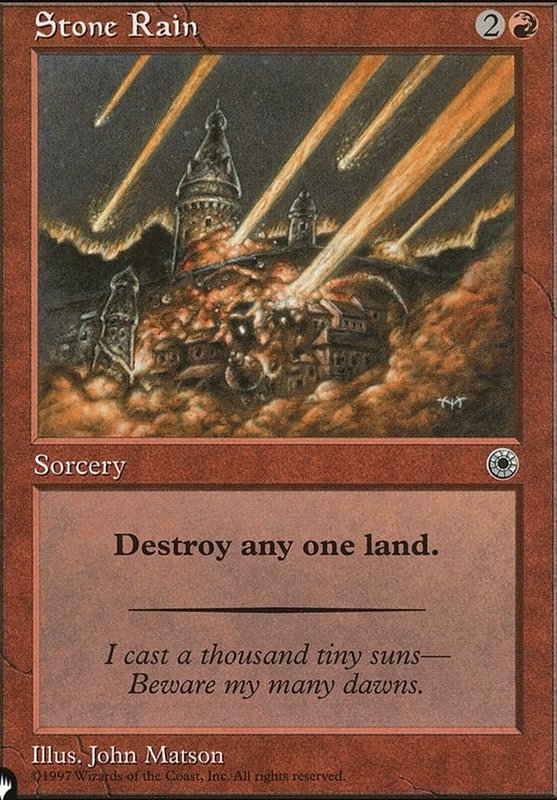 Stone Rain
2
Sorcery
Destroy any one land.
I cast a thousand tiny suns—
Beware my many dawns.
Illus. John Matson
©1997 Wizards of the Coast, Inc. All rights reserved.